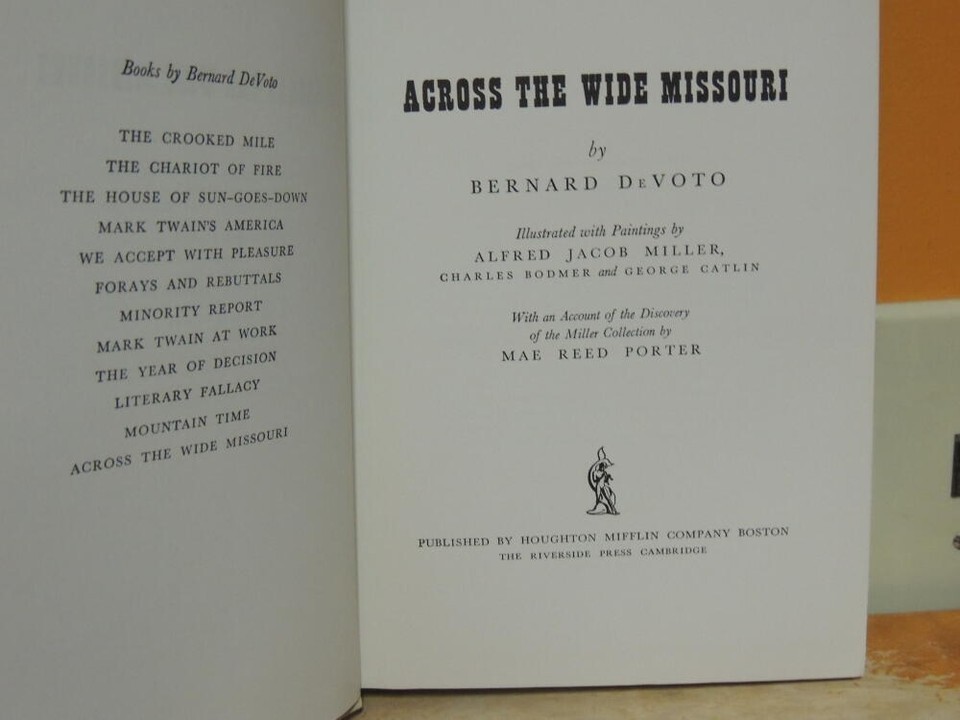 Books by Bernard DeVoto
THE CROOKED MILE
THE CHARIOT OF FIRE
THE HOUSE OF SUN-GOES-DOWN
MARK TWAIN'S AMERICA
WE ACCEPT WITH PLEASURE
FORAYS AND REBUTTALS
MINORITY REPORT
MARK TWAIN AT WORK
THE YEAR OF DECISION
LITERARY FALLACY
MOUNTAIN TIME
ACROSS THE WIDE MISSOURI
ACROSS THE WIDE MISSOURI
by
BERNARD DeVOTO
Illustrated with Paintings by
ALFRED JACOB MILLER,
CHARLES BODMER and GEORGE CATLIN
With an Account of the Discovery
of the Miller Collection by
MAE REED PORTER
PUBLISHED BY HOUGHTON MIFFLIN COMPANY BOSTON
THE RIVERSIDE PRESS CAMBRIDGE